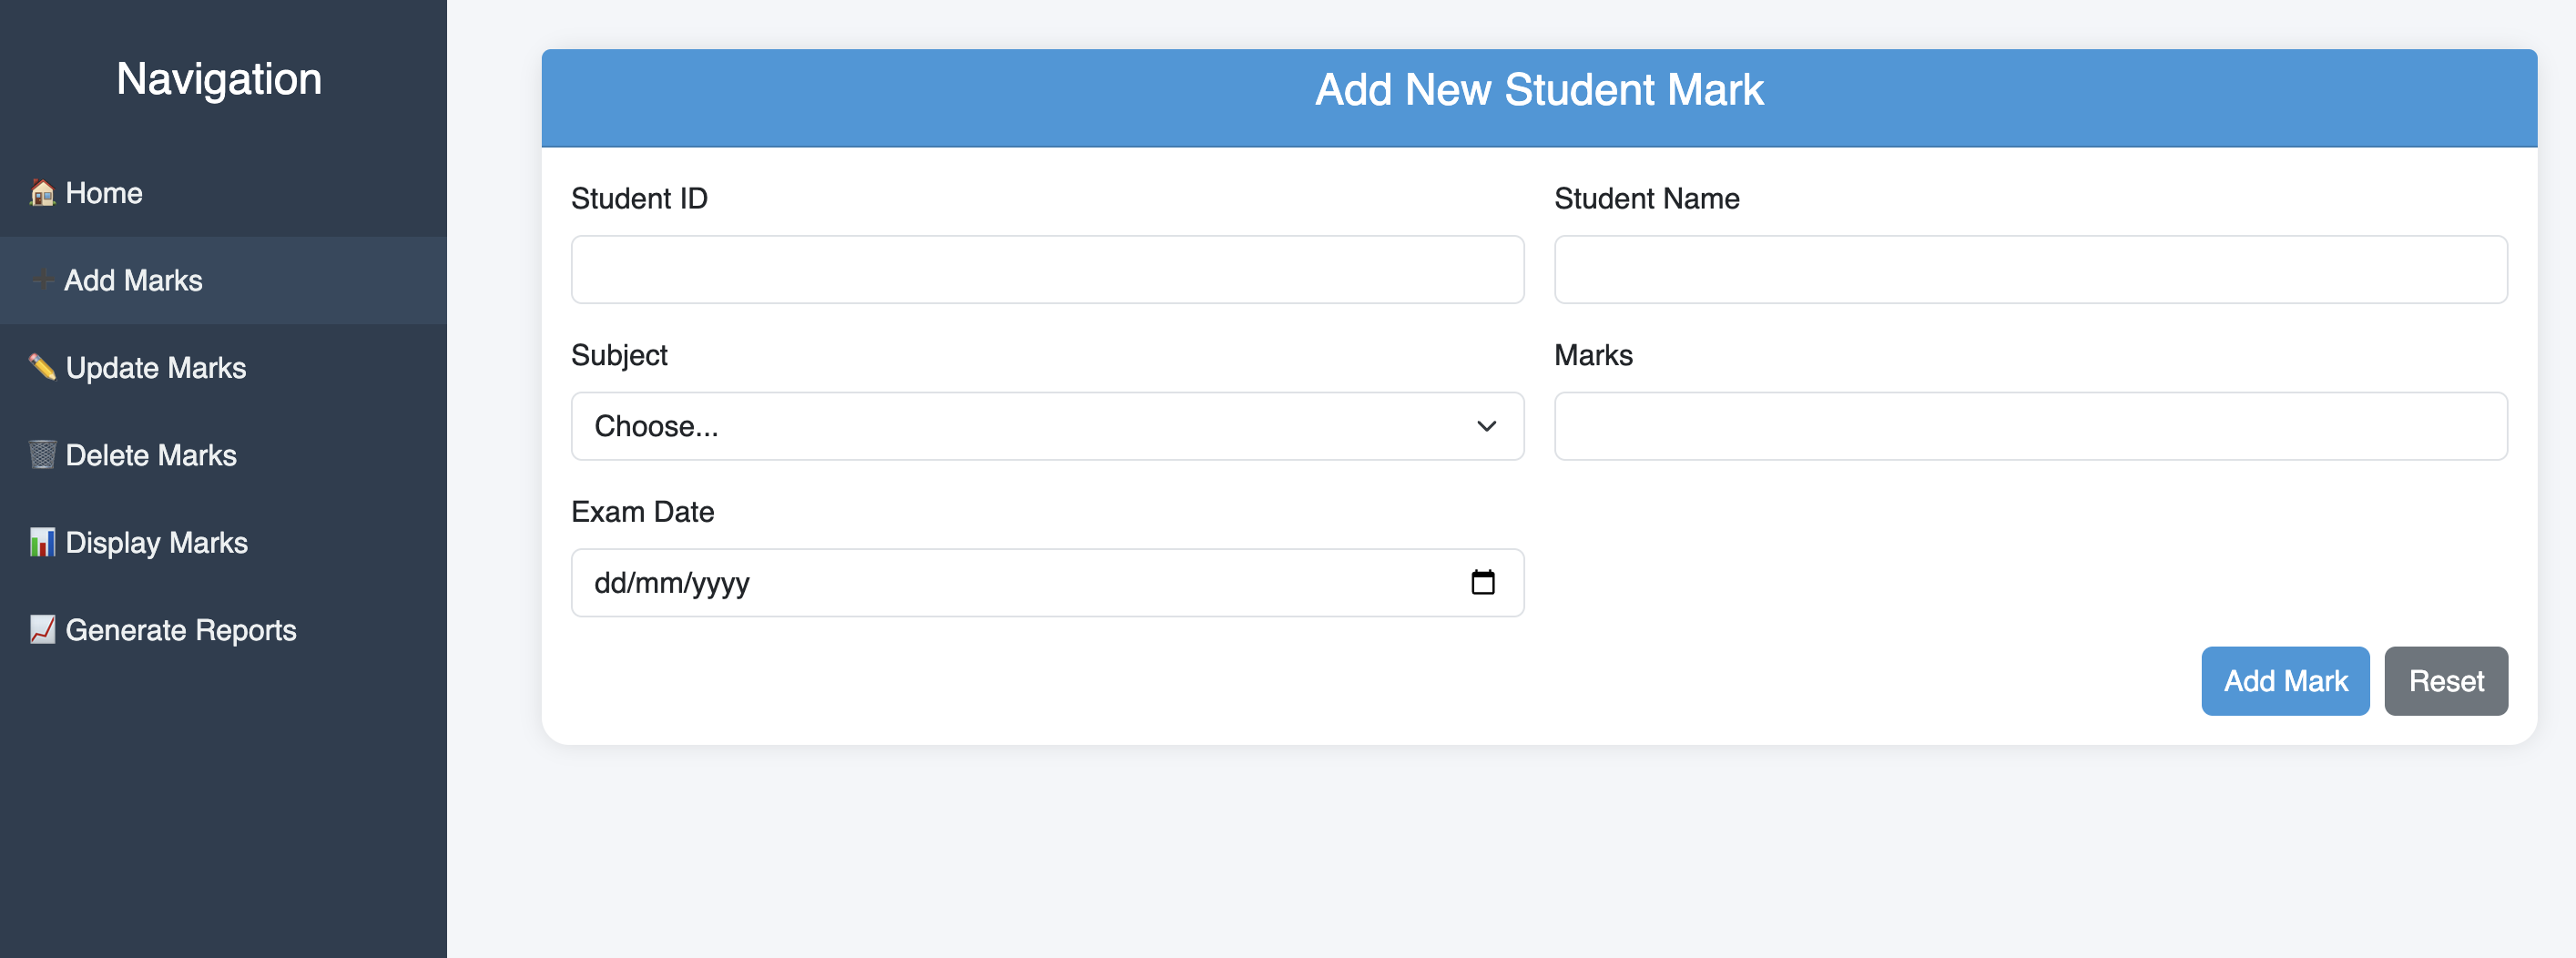 Navigation
Home
Add Marks
Update Marks
Delete Marks
Display Marks
Generate Reports
Add New Student Mark
Student ID
Student Name
Subject
Marks
Choose...
Exam Date
dd/mm/yyyy
Add Mark
Reset